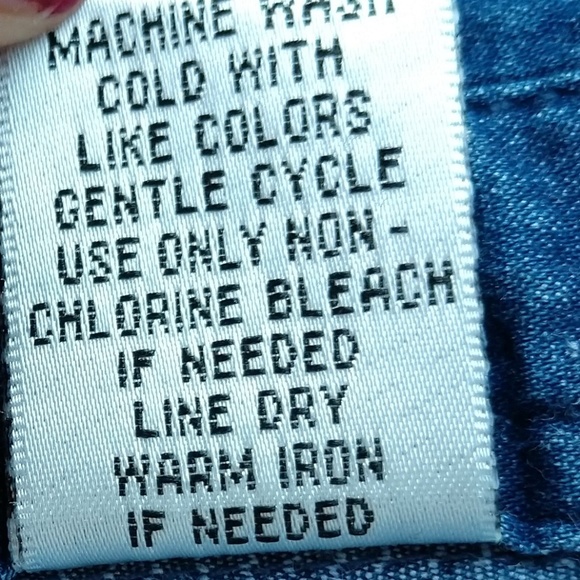 MACHINE WASH
COLD WITH
LIKE COLORS
GENTLE CYCLE
USE ONLY NON-
CHLORINE BLEACH
IF NEEDED
LINE DRY
WARM IRON
IF NEEDED